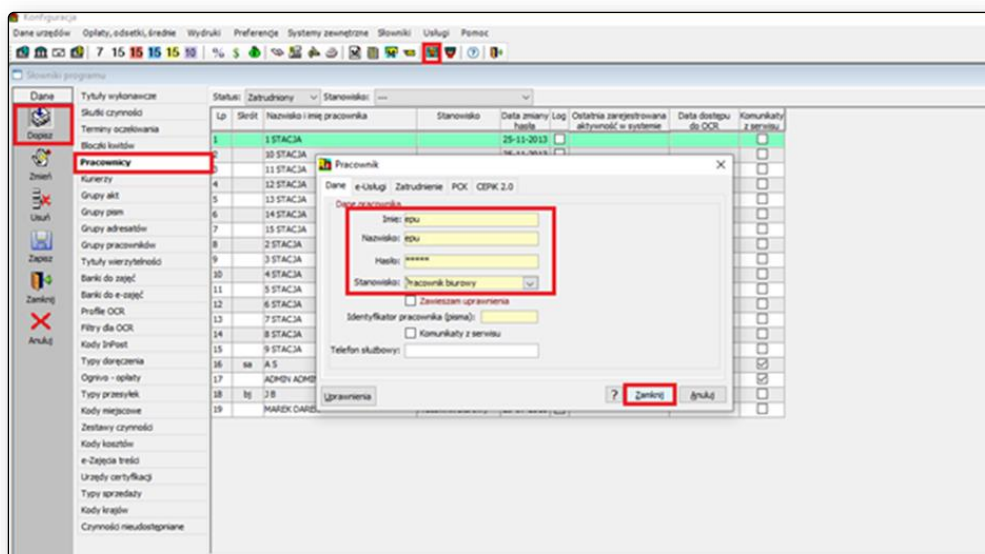 Konfiguracja
Dane urzędów Opłaty, odsetki, średnie Wydruki Preferencje Systemy zewnętrzne Słowniki Usługi Pomoc
7 15 15 15 15 10 % $
Słowniki programu
Dane
Dopisz
Zmień
Usuń
Zapisz
Zamknij
Anuluj
Tytuły wykonawcze
Skutki czynności
Terminy oczekiwania
Bloczki kwitów
Pracownicy
Kurierzy
Grupy akt
Grupy pism
Grupy adresatów
Grupy pracowników
Tytuły wierzytelności
Banki do zajęć
Banki do e-zajęć
Profile OCR
Filtry dla OCR
Kody InPost
Typy doręczenia
Ognivo - opłaty
Typy przesyłek
Kody miejscowe
Zestawy czynności
Kody kosztów
e-Zajęcia treści
Urzędy certyfikacji
Typy sprzedaży
Kody krajów
Czynności nieudostępniane
Status: Zatrudniony Stanowisko: ---
Lp Skrót Nazwisko i imię pracownika Stanowisko Data zmiany hasła Log Ostatnia zarejestrowana aktywność w systemie Data dostępu do OCR Komunikaty z serwisu
1 1 STACJA 25-11-2013
2 10 STACJA
3 11 STACJA
4 12 STACJA
5 13 STACJA
6 14 STACJA
7 15 STACJA
8 2 STACJA
9 3 STACJA
10 4 STACJA
11 5 STACJA
12 6 STACJA
13 7 STACJA
14 8 STACJA
15 9 STACJA
16 sa A S
17 ADMIN
18 bj J B
19 MAREK
Pracownik
Dane e-Usługi Zatrudnienie POK CEPiK 2.0
Dane pracownika
Imię: epu
Nazwisko: epu
Hasło: *****
Stanowisko: Pracownik biurowy
Zawieszam uprawnienia
Identyfikator pracownika (pisma):
Komunikaty z serwisu
Telefon służbowy:
Uprawnienia ? Zamknij Anuluj